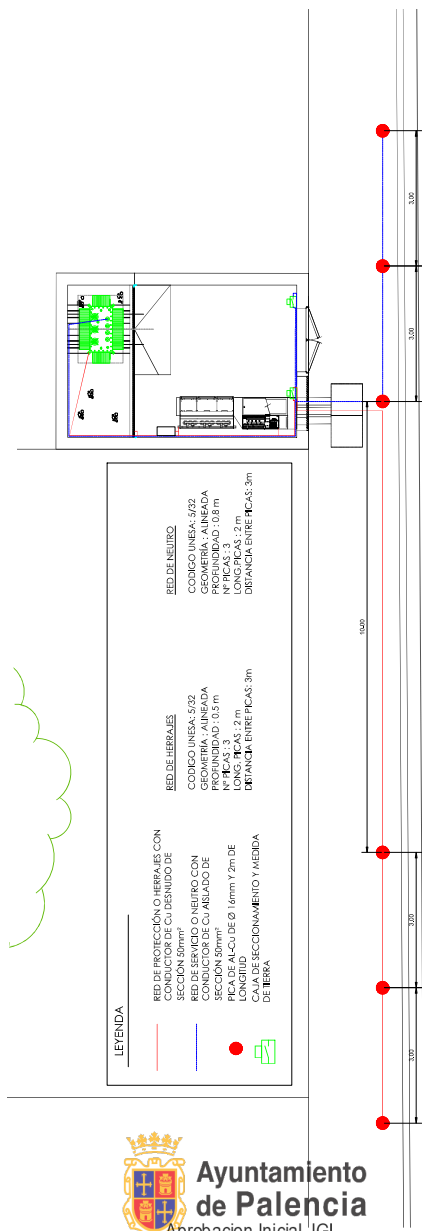 LEYENDA
RED DE PROTECCIÓN O HERRAJES CON
CONDUCTOR DE Cu DESNUDO DE
SECCIÓN 50mm²
RED DE SERVICIO O NEUTRO CON
CONDUCTOR DE Cu AISLADO DE
SECCIÓN 50mm²
PICA DE AL-Cu DE Ø 16mm Y 2m DE
LONGITUD
CAJA DE SECCIONAMIENTO Y MEDIDA
DE TIERRA
RED DE HERRAJES
CODIGO UNESA: 5/32
GEOMETRÍA : ALINEADA
PROFUNDIDAD : 0,5 m
Nº PICAS : 3
LONG. PICAS : 2 m
DISTANCIA ENTRE PICAS: 3m
RED DE NEUTRO
CODIGO UNESA: 5/32
GEOMETRÍA : ALINEADA
PROFUNDIDAD : 0,8 m
Nº PICAS : 3
LONG. PICAS : 2 m
DISTANCIA ENTRE PICAS: 3m
3,00
3,00
10,00
3,00
3,00
Ayuntamiento
de Palencia
Aprobacion Inicial JGL